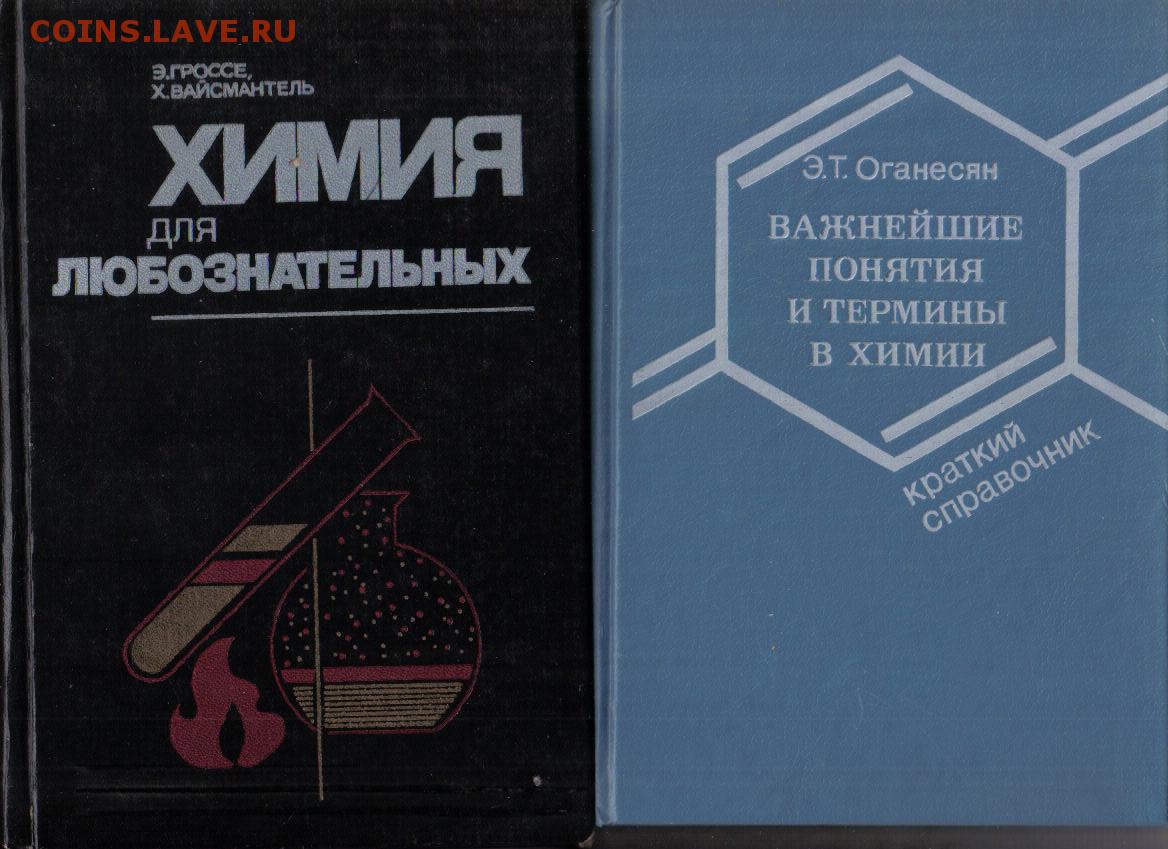 COINS.LAVE.RU
Э.ГРОССЕ,
Х.ВАЙСМАНТЕЛЬ
ХИМИЯ
ДЛЯ
ЛЮБОЗНАТЕЛЬНЫХ
Э.Т. Оганесян
ВАЖНЕЙШИЕ
ПОНЯТИЯ
И ТЕРМИНЫ
В ХИМИИ
краткий
справочник